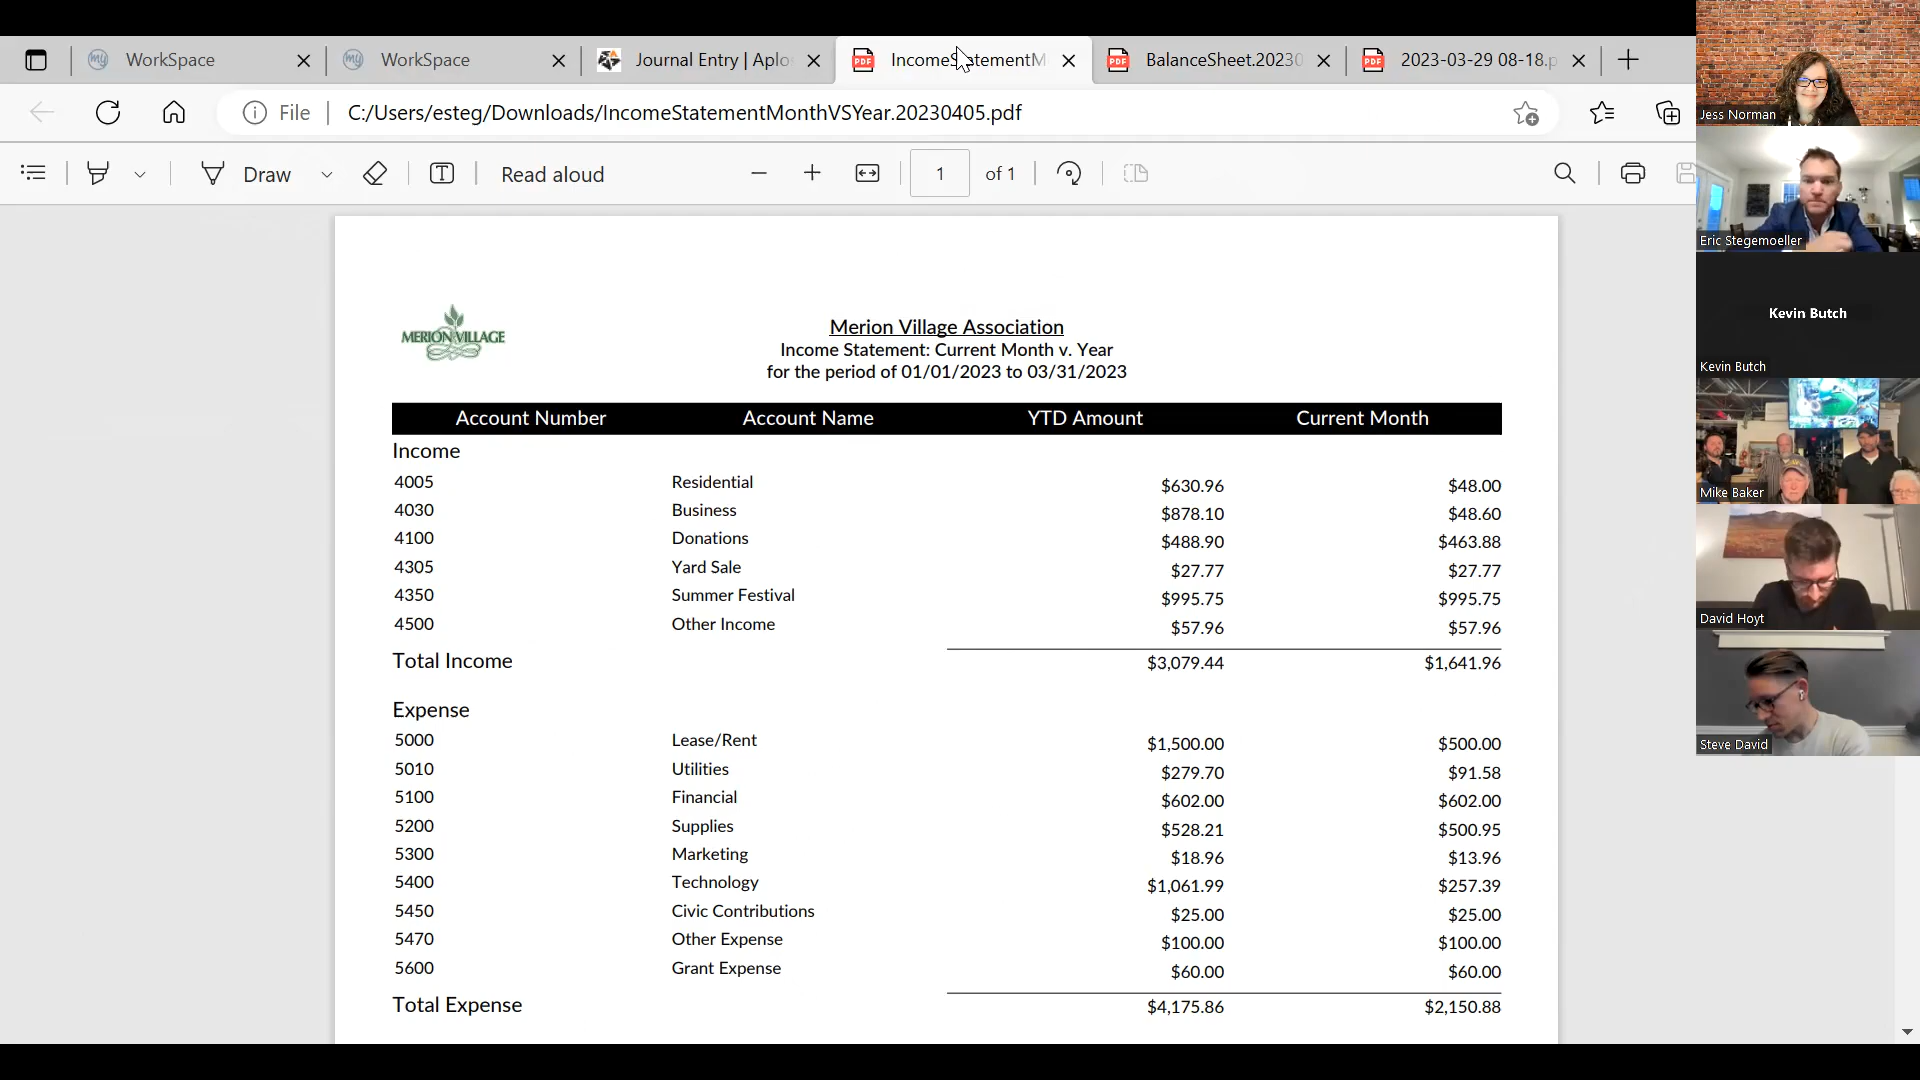 WorkSpace
WorkSpace
Journal Entry | Aplo
IncomeStatementM
BalanceSheet.20230
2023-03-29 08-18.p
File
C:/Users/esteg/Downloads/IncomeStatementMonthVSYear.20230405.pdf
Draw
Read aloud
1
of 1
MERION VILLAGE
Merion Village Association
Income Statement: Current Month v. Year
for the period of 01/01/2023 to 03/31/2023
Account Number Account Name YTD Amount Current Month
Income
4005 Residential $630.96 $48.00
4030 Business $878.10 $48.60
4100 Donations $488.90 $463.88
4305 Yard Sale $27.77 $27.77
4350 Summer Festival $995.75 $995.75
4500 Other Income $57.96 $57.96
Total Income $3,079.44 $1,641.96
Expense
5000 Lease/Rent $1,500.00 $500.00
5010 Utilities $279.70 $91.58
5100 Financial $602.00 $602.00
5200 Supplies $528.21 $500.95
5300 Marketing $18.96 $13.96
5400 Technology $1,061.99 $257.39
5450 Civic Contributions $25.00 $25.00
5470 Other Expense $100.00 $100.00
5600 Grant Expense $60.00 $60.00
Total Expense $4,175.86 $2,150.88
Jess Norman
Eric Stegemoeller
Kevin Butch
Kevin Butch
Mike Baker
David Hoyt
Steve David